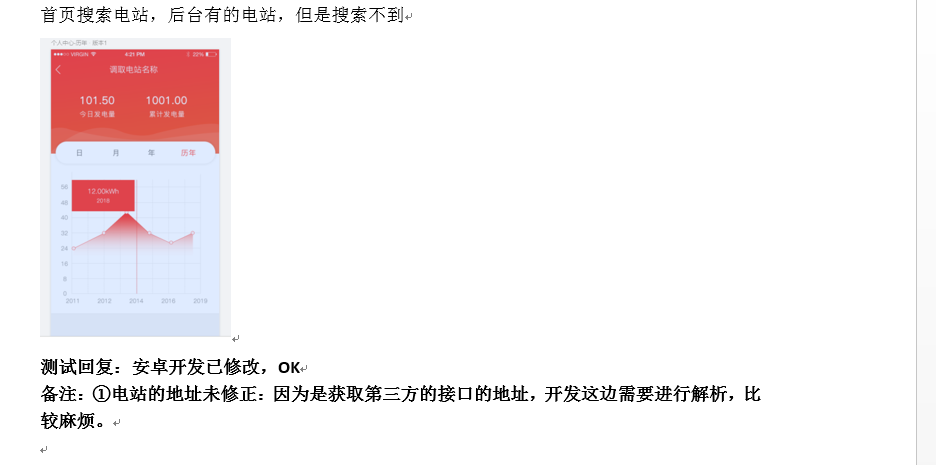 首页搜索电站，后台有的电站，但是搜索不到
个人中心-历年 版本1
VIRGIN 4:21 PM 22%
调取电站名称
101.50 1001.00
今日发电量 累计发电量
日 月 年 历年
56
12.00kWh
48
2018
40
32
24
16
8
0
2011 2012 2014 2016 2019
测试回复：安卓开发已修改，OK
备注：①电站的地址未修正：因为是获取第三方的接口的地址，开发这边需要进行解析，比
较麻烦。